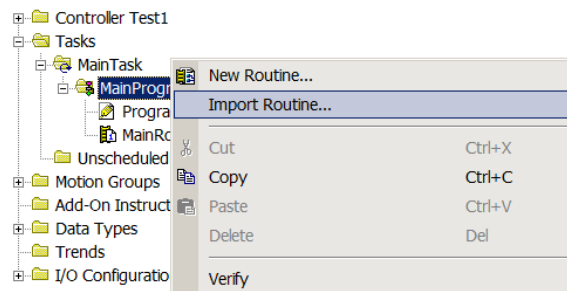 Controller Test1
Tasks
MainTask
MainProgr
Progra
MainRo
Unscheduled
Motion Groups
Add-On Instruct
Data Types
Trends
I/O Configuratio
New Routine...
Import Routine...
Cut Ctrl+X
Copy Ctrl+C
Paste Ctrl+V
Delete Del
Verify